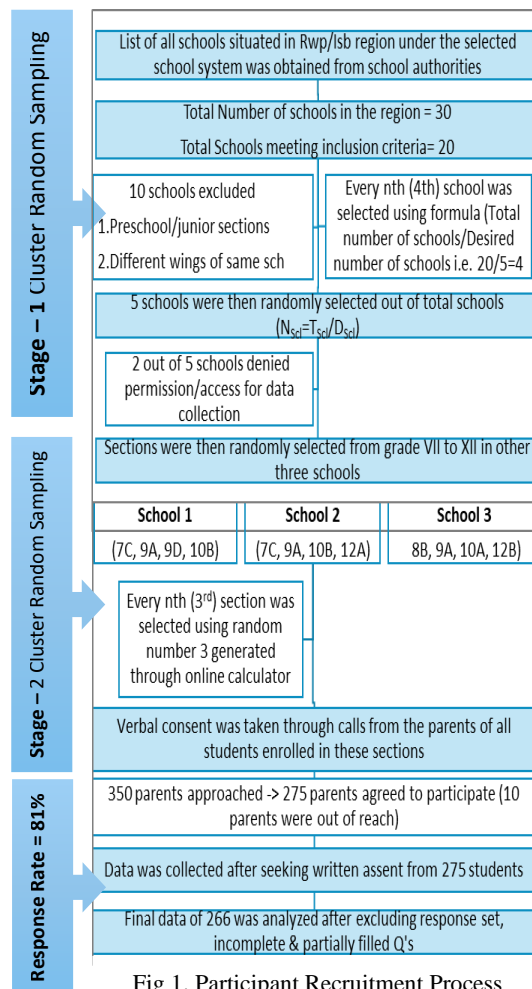 Stage – 1 Cluster Random Sampling
List of all schools situated in Rwp/Isb region under the selected
school system was obtained from school authorities
Total Number of schools in the region = 30
Total Schools meeting inclusion criteria= 20
10 schools excluded
1.Preschool/junior sections
2.Different wings of same sch
Every nth (4th) school was
selected using formula (Total
number of schools/Desired
number of schools i.e. 20/5=4
5 schools were then randomly selected out of total schools
(NScl=TScl/DScl)
2 out of 5 schools denied
permission/access for data
collection
Stage – 2 Cluster Random Sampling
Sections were then randomly selected from grade VII to XII in other
three schools
School 1
(7C, 9A, 9D, 10B)
School 2
(7C, 9A, 10B, 12A)
School 3
8B, 9A, 10A, 12B)
Every nth (3rd) section was
selected using random
number 3 generated
through online calculator
Verbal consent was taken through calls from the parents of all
students enrolled in these sections
Response Rate = 81%
350 parents approached -> 275 parents agreed to participate (10
parents were out of reach)
Data was collected after seeking written assent from 275 students
Final data of 266 was analyzed after excluding response set,
incomplete & partially filled Q's
Fig 1. Participant Recruitment Process